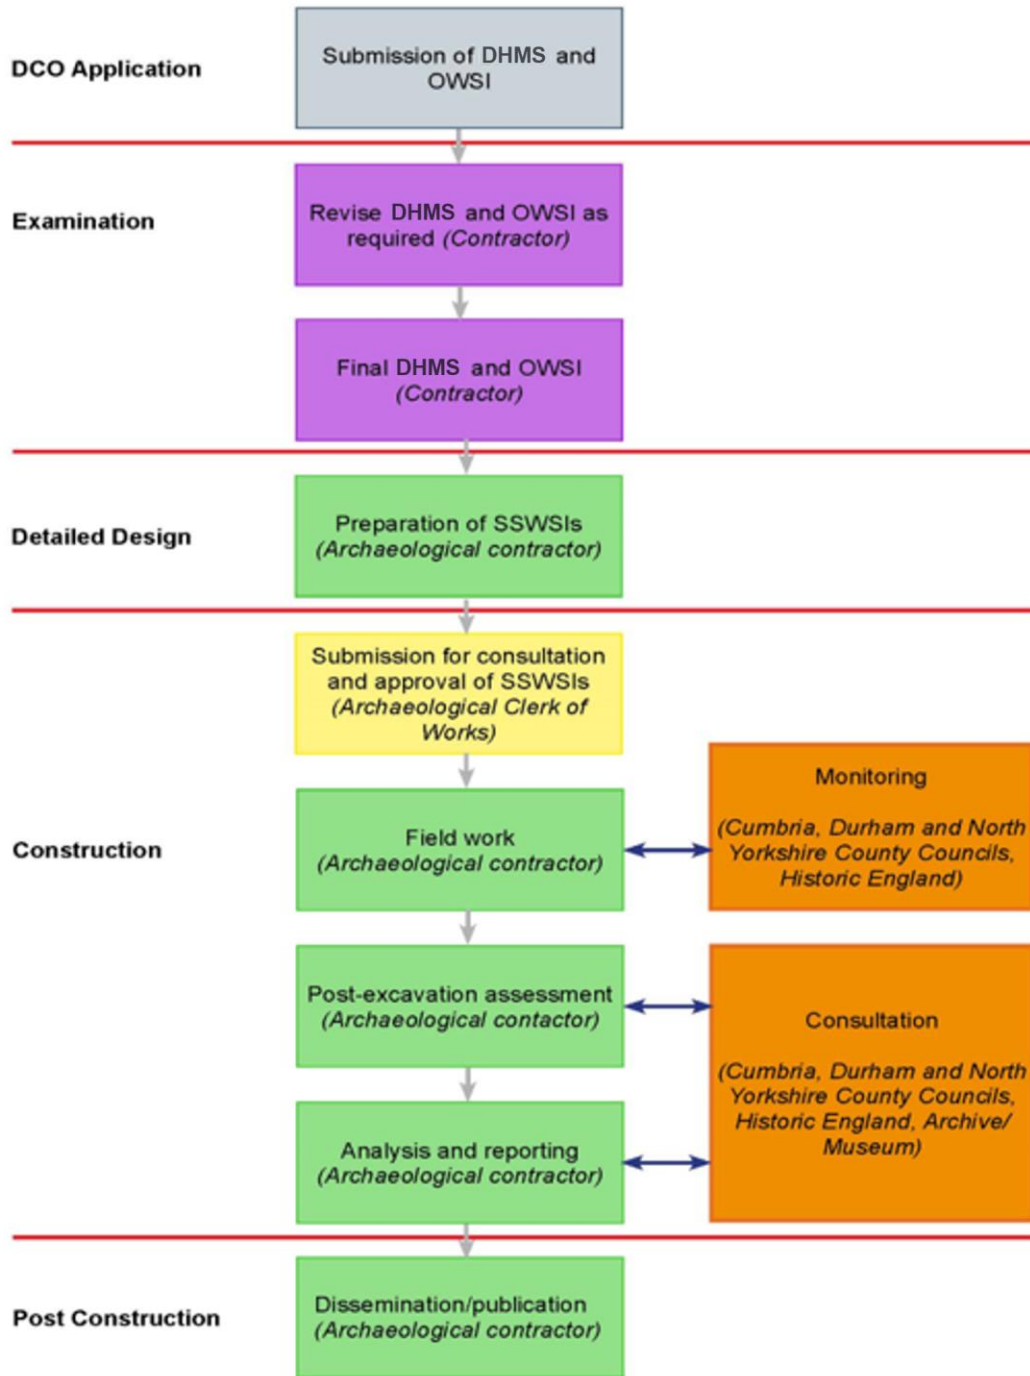 DCO Application
Submission of DHMS and
OWSI
Examination
Revise DHMS and OWSI as
required (Contractor)
Final DHMS and OWSI
(Contractor)
Detailed Design
Preparation of SSWSIs
(Archaeological contractor)
Submission for consultation
and approval of SSWSIs
(Archaeological Clerk of
Works)
Construction
Field work
(Archaeological contractor)
Monitoring
(Cumbria, Durham and North
Yorkshire County Councils,
Historic England)
Post-excavation assessment
(Archaeological contactor)
Consultation
(Cumbria, Durham and North
Yorkshire County Councils,
Historic England, Archive/
Museum)
Analysis and reporting
(Archaeological contractor)
Post Construction
Dissemination/publication
(Archaeological contractor)